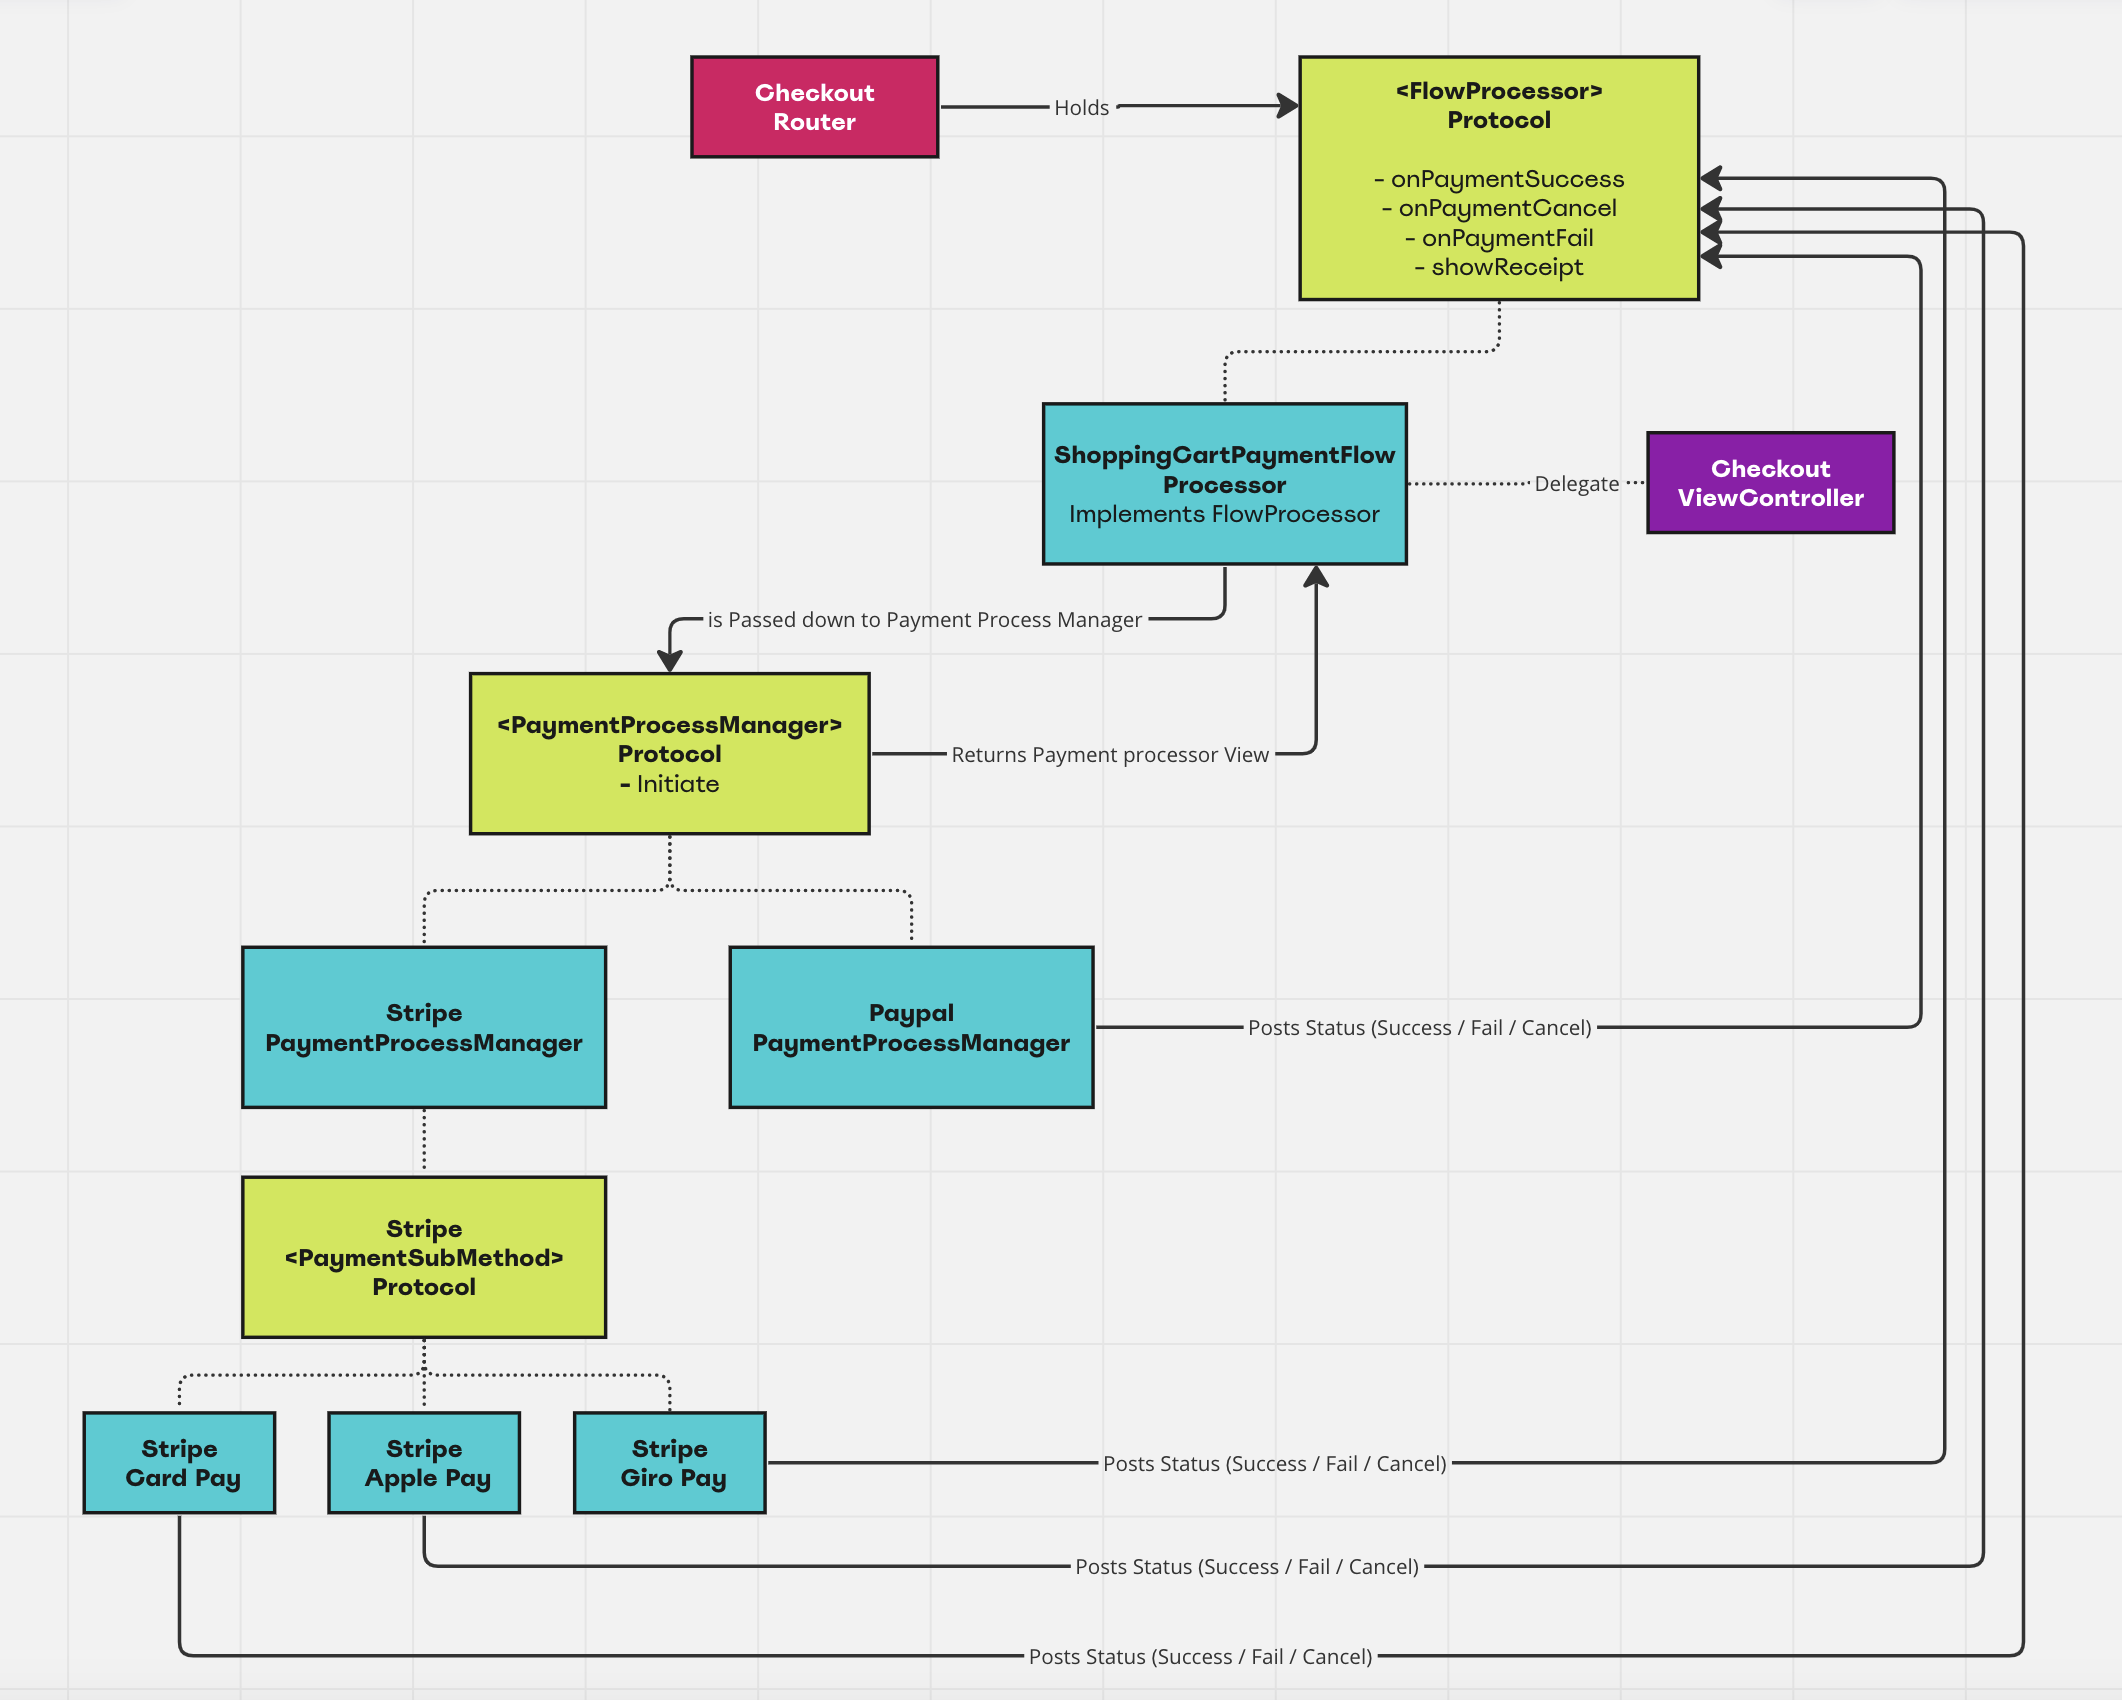 Checkout
Router
Holds
<FlowProcessor>
Protocol
- onPaymentSuccess
- onPaymentCancel
- onPaymentFail
- showReceipt
ShoppingCartPaymentFlow
Processor
Implements FlowProcessor
Delegate
Checkout
ViewController
is Passed down to Payment Process Manager
<PaymentProcessManager>
Protocol
- Initiate
Returns Payment processor View
Stripe
PaymentProcessManager
Paypal
PaymentProcessManager
Posts Status (Success / Fail / Cancel)
Stripe
<PaymentSubMethod>
Protocol
Stripe
Card Pay
Stripe
Apple Pay
Stripe
Giro Pay
Posts Status (Success / Fail / Cancel)
Posts Status (Success / Fail / Cancel)
Posts Status (Success / Fail / Cancel)